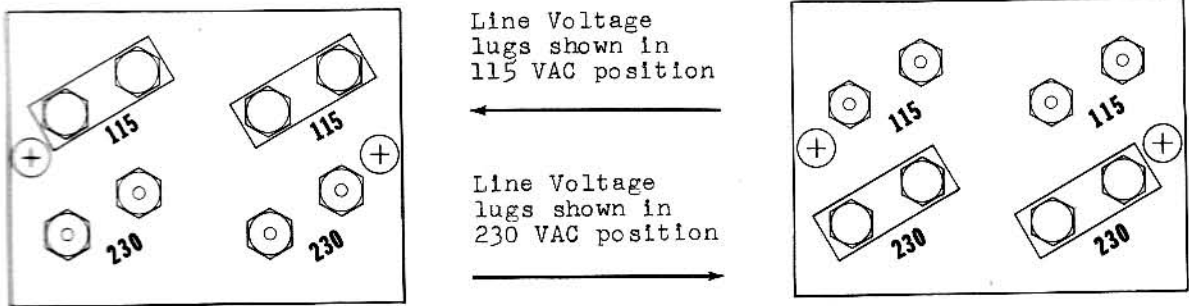 115
115
230
230
Line Voltage
lugs shown in
115 VAC position
Line Voltage
lugs shown in
230 VAC position
115
115
230
230